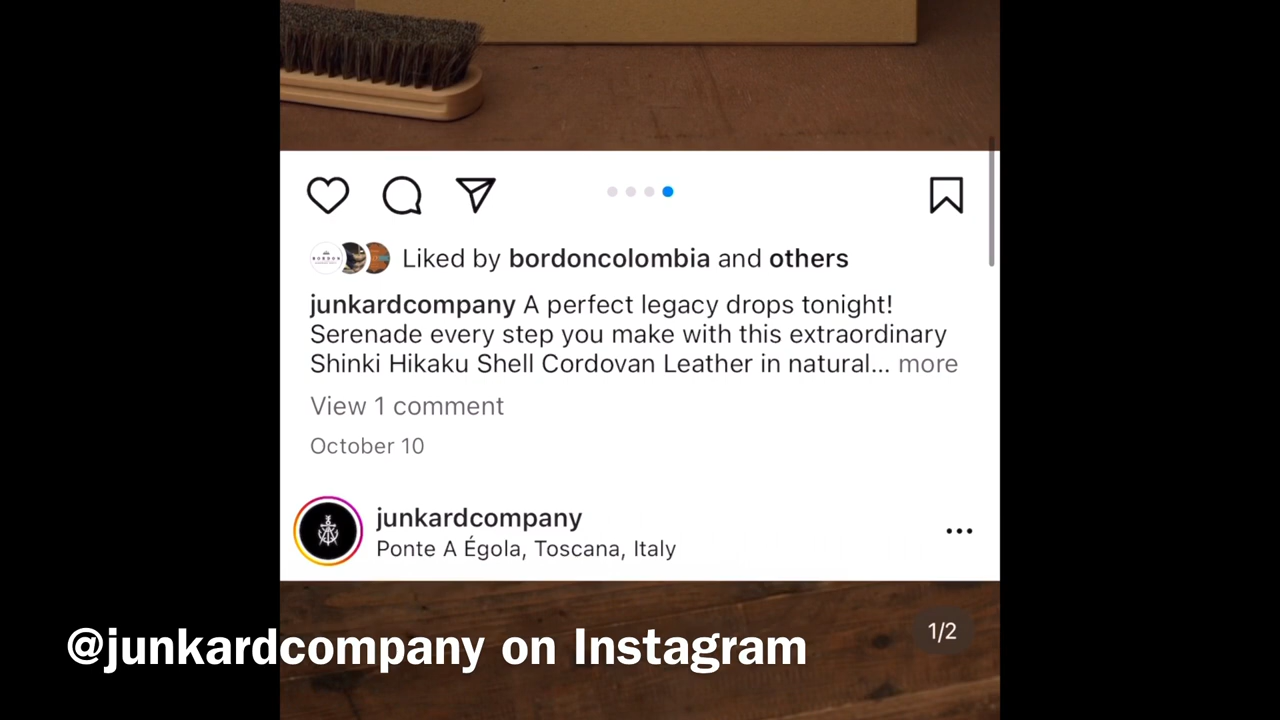 Liked by bordoncolombia and others
junkardcompany A perfect legacy drops tonight!
Serenade every step you make with this extraordinary
Shinki Hikaku Shell Cordovan Leather in natural... more
View 1 comment
October 10
junkardcompany
Ponte A Égola, Toscana, Italy
1/2
@junkardcompany on Instagram